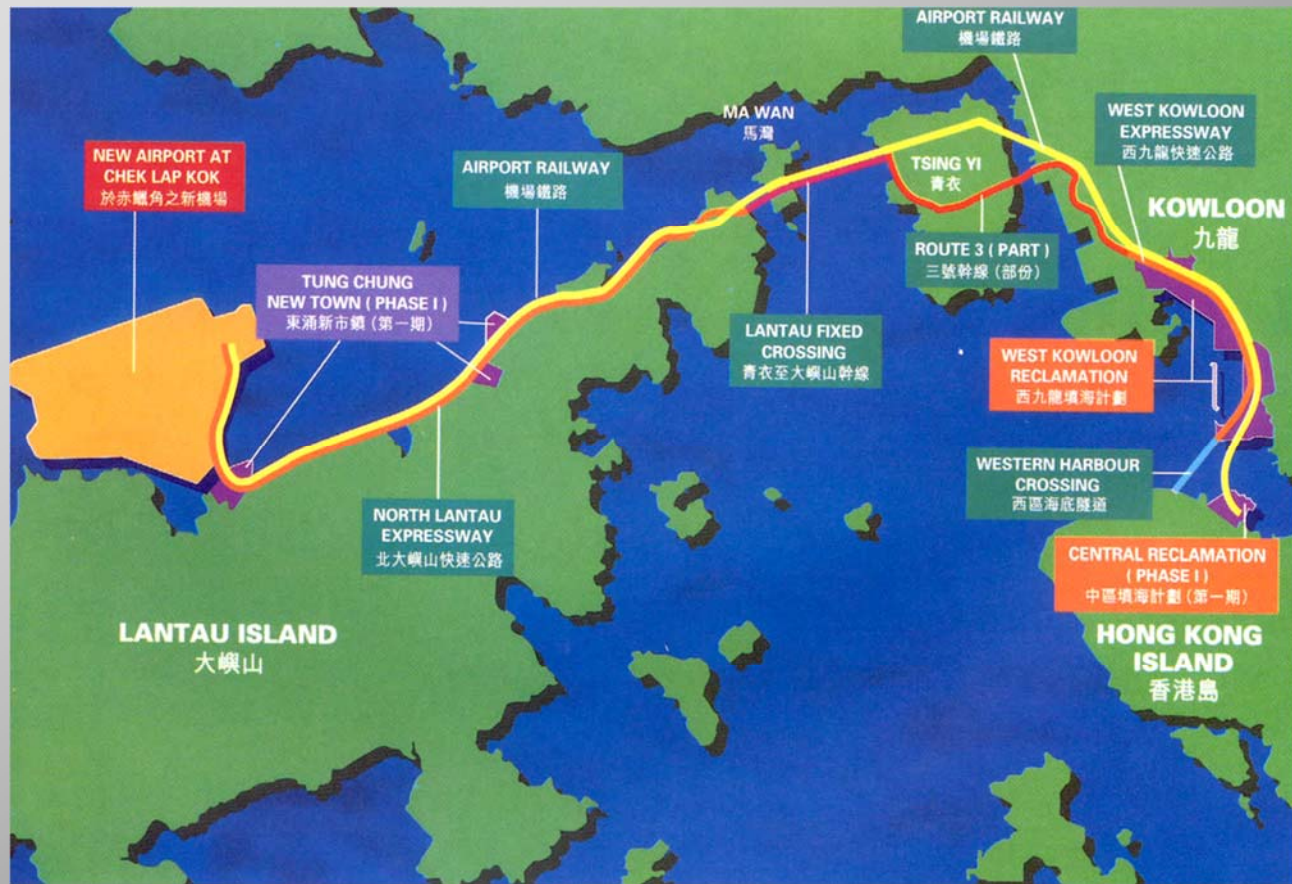 AIRPORT RAILWAY
機場鐵路
MA WAN
馬灣
WEST KOWLOON
EXPRESSWAY
西九龍快速公路
NEW AIRPORT AT
CHEK LAP KOK
於赤鱲角之新機場
AIRPORT RAILWAY
機場鐵路
TSING YI
青衣
KOWLOON
九龍
ROUTE 3 ( PART )
三號幹線 (部份)
TUNG CHUNG
NEW TOWN ( PHASE I )
東涌新市鎮 (第一期)
LANTAU FIXED
CROSSING
青衣至大嶼山幹線
WEST KOWLOON
RECLAMATION
西九龍填海計劃
WESTERN HARBOUR
CROSSING
西區海底隧道
NORTH LANTAU
EXPRESSWAY
北大嶼山快速公路
CENTRAL RECLAMATION
( PHASE I )
中區填海計劃 (第一期)
LANTAU ISLAND
大嶼山
HONG KONG
ISLAND
香港島